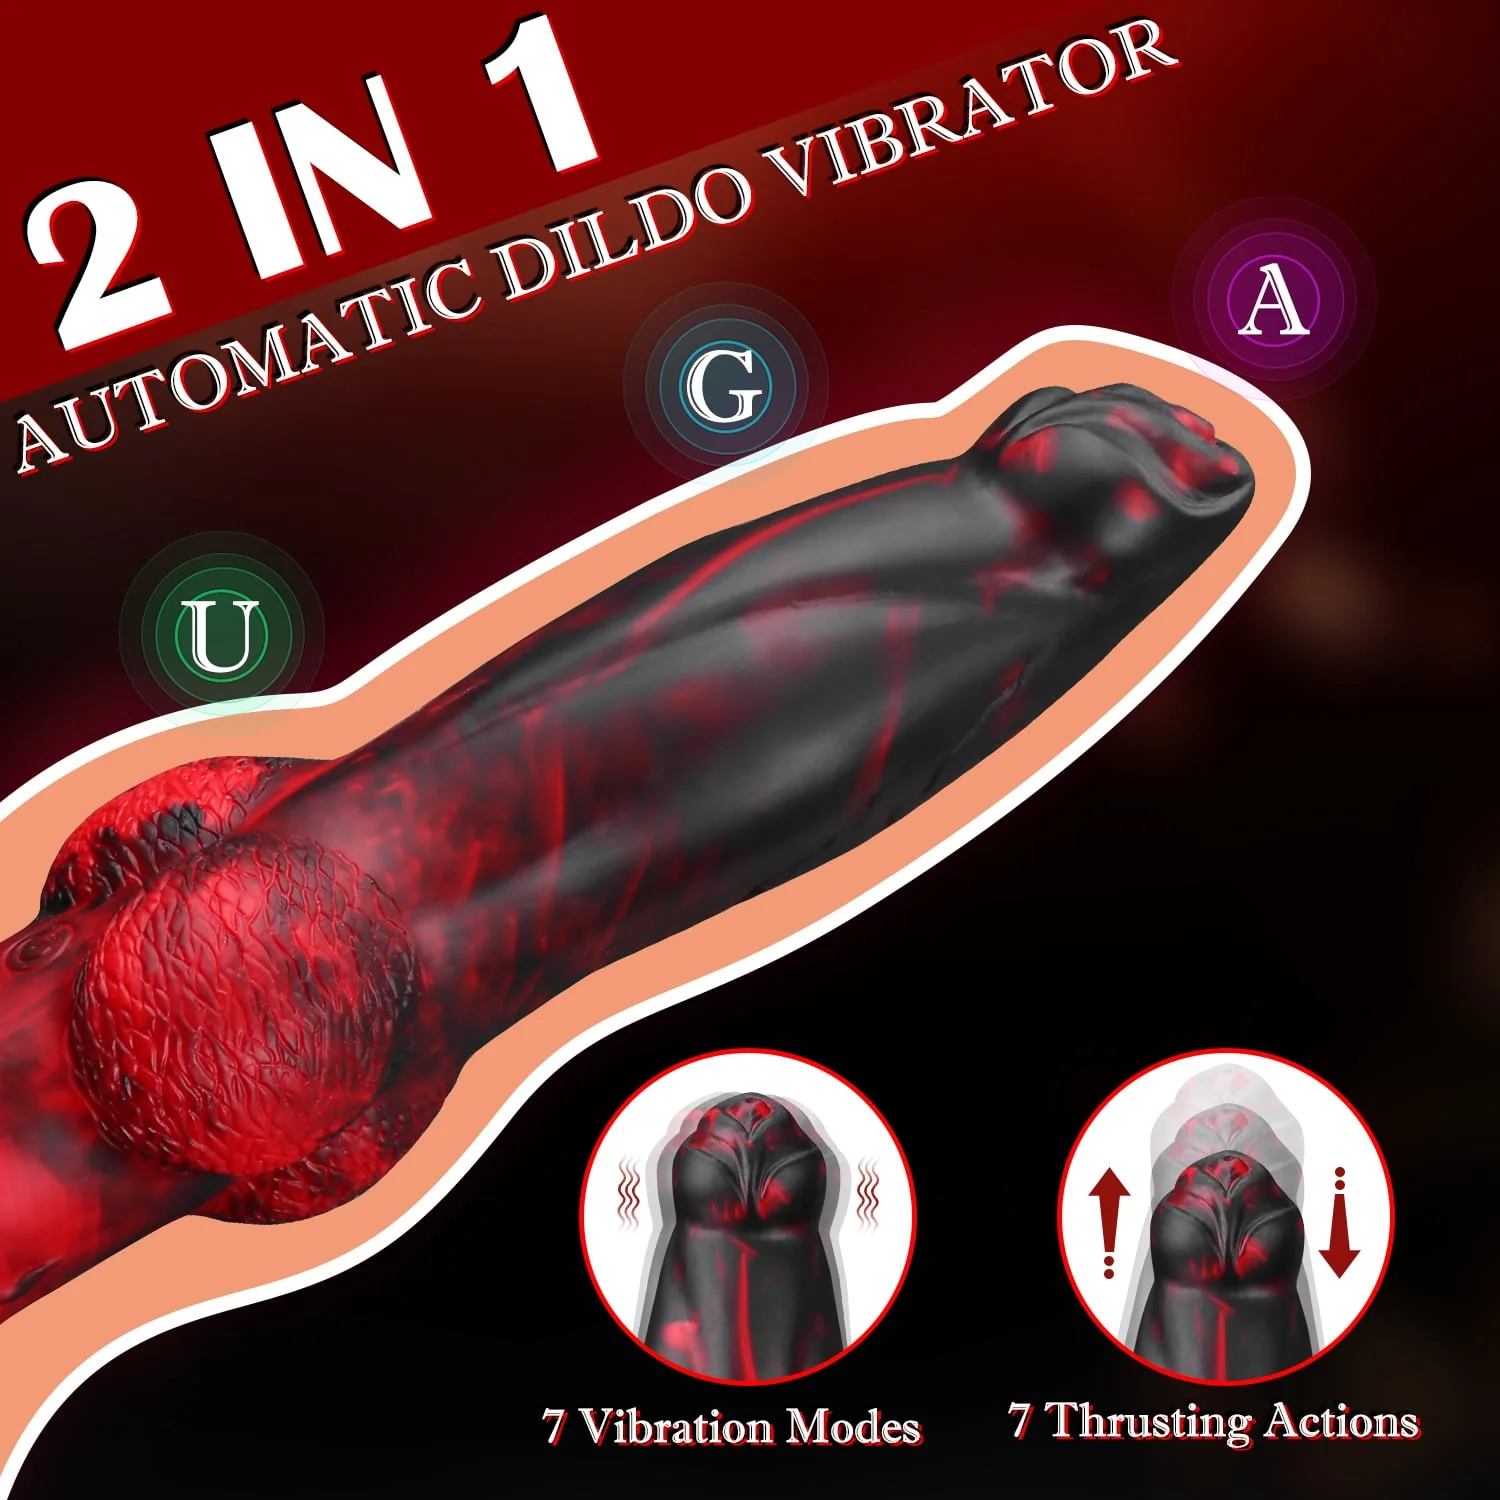 2 IN 1
AUTOMATIC DILDO VIBRATOR
A
G
U
7 Vibration Modes
7 Thrusting Actions